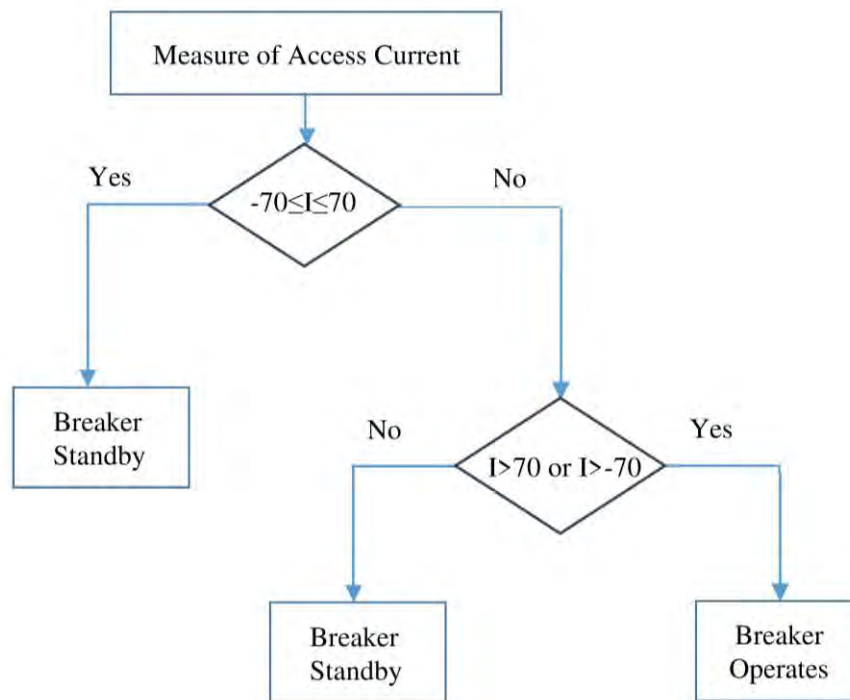 Measure of Access Current
Yes
No
-70≤I≤70
Breaker
Standby
No
Yes
I>70 or I>-70
Breaker
Standby
Breaker
Operates